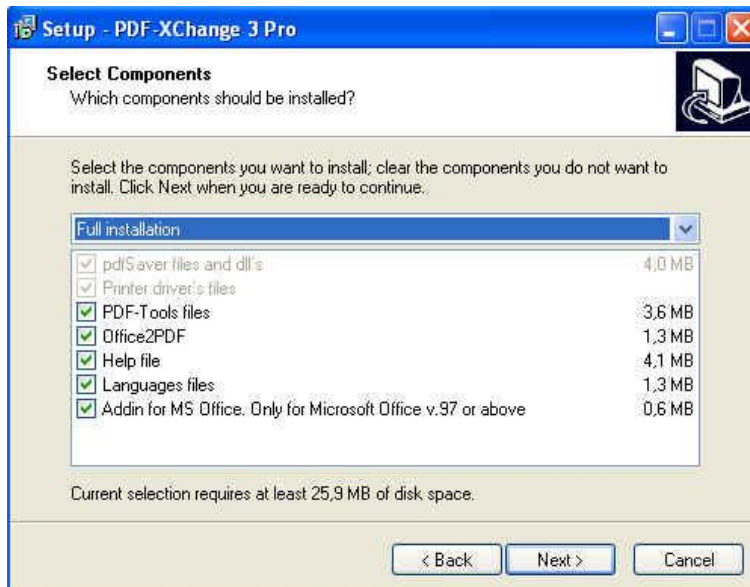 Setup - PDF-XChange 3 Pro
Select Components
Which components should be installed?
Select the components you want to install; clear the components you do not want to
install. Click Next when you are ready to continue.
Full installation
pdfSaver files and dll's 4,0 MB
Printer driver's files
PDF-Tools files 3,6 MB
Office2PDF 1,3 MB
Help file 4,1 MB
Languages files 1,3 MB
Addin for MS Office. Only for Microsoft Office v.97 or above 0,6 MB
Current selection requires at least 25,9 MB of disk space.
< Back Next > Cancel